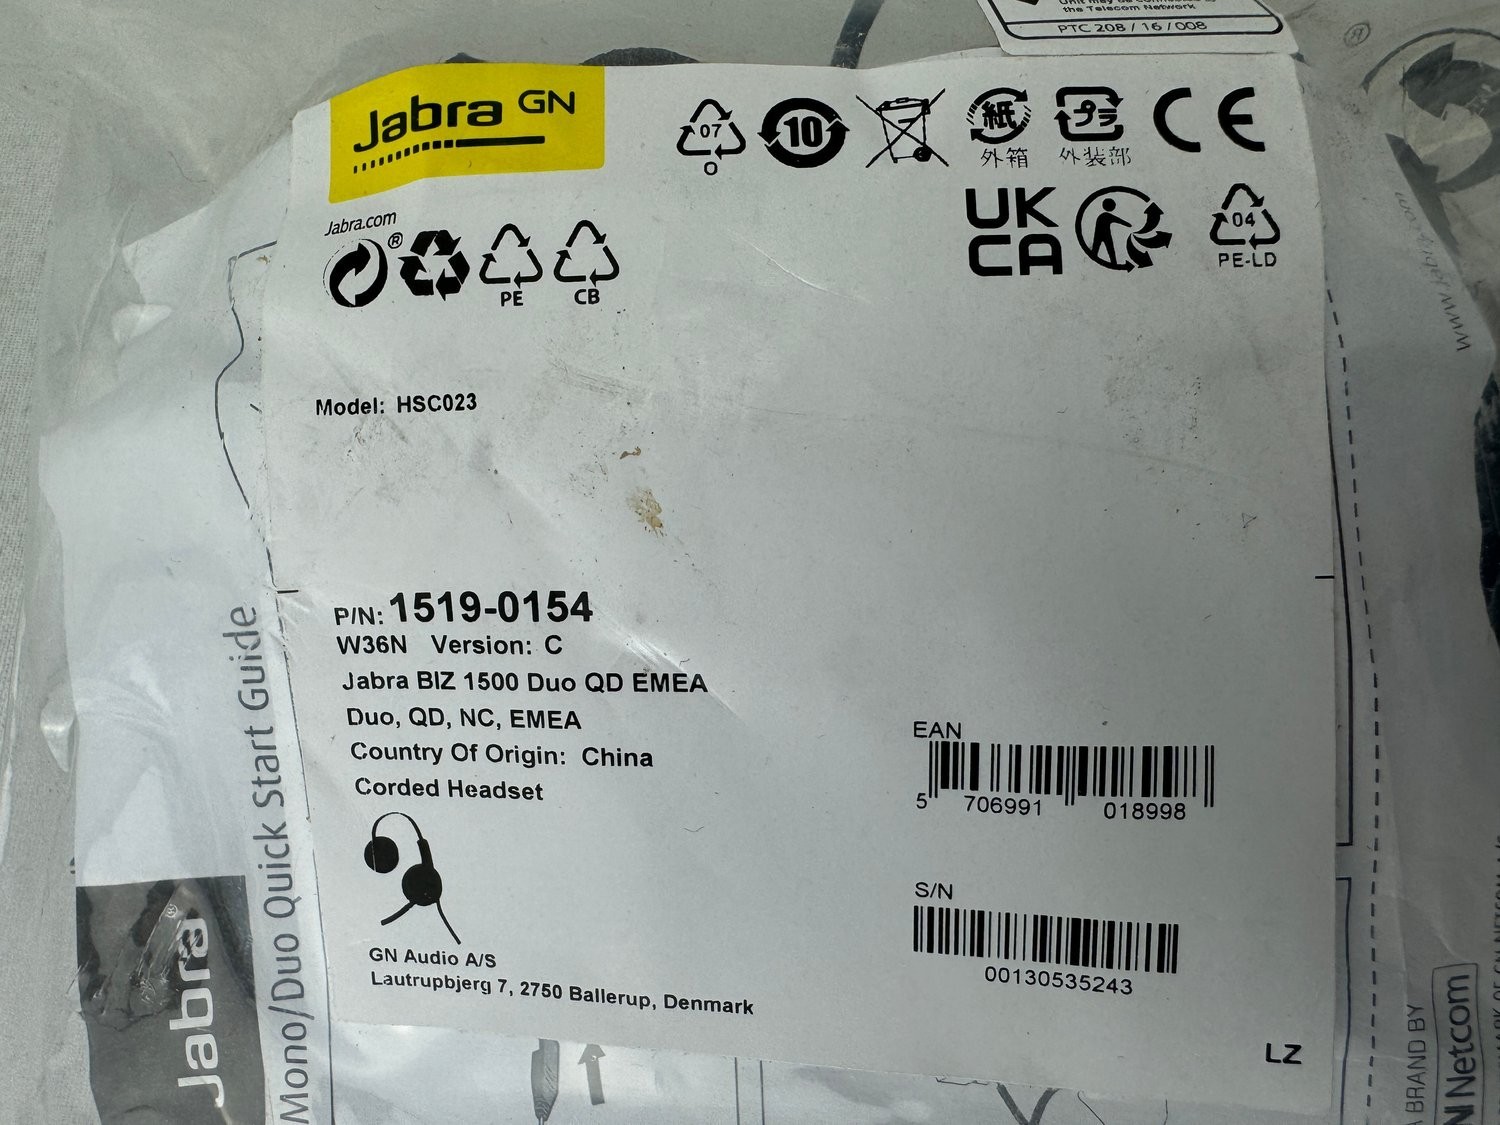 the Telecom Network
PTC 208 / 16 / 008
Jabra GN
Jabra.com
®
PE
CB
07
O
10
紙
外箱
プラ
外装部
CE
UK
CA
04
PE-LD
www.jabra.com
Model: HSC023
P/N: 1519-0154
W36N Version: C
Jabra BIZ 1500 Duo QD EMEA
Duo, QD, NC, EMEA
Country Of Origin: China
Corded Headset
GN Audio A/S
Lautrupbjerg 7, 2750 Ballerup, Denmark
EAN
5 706991 018998
S/N
00130535243
LZ
Jabra®
Mono/Duo Quick Start Guide
BRAND BY
Netcom